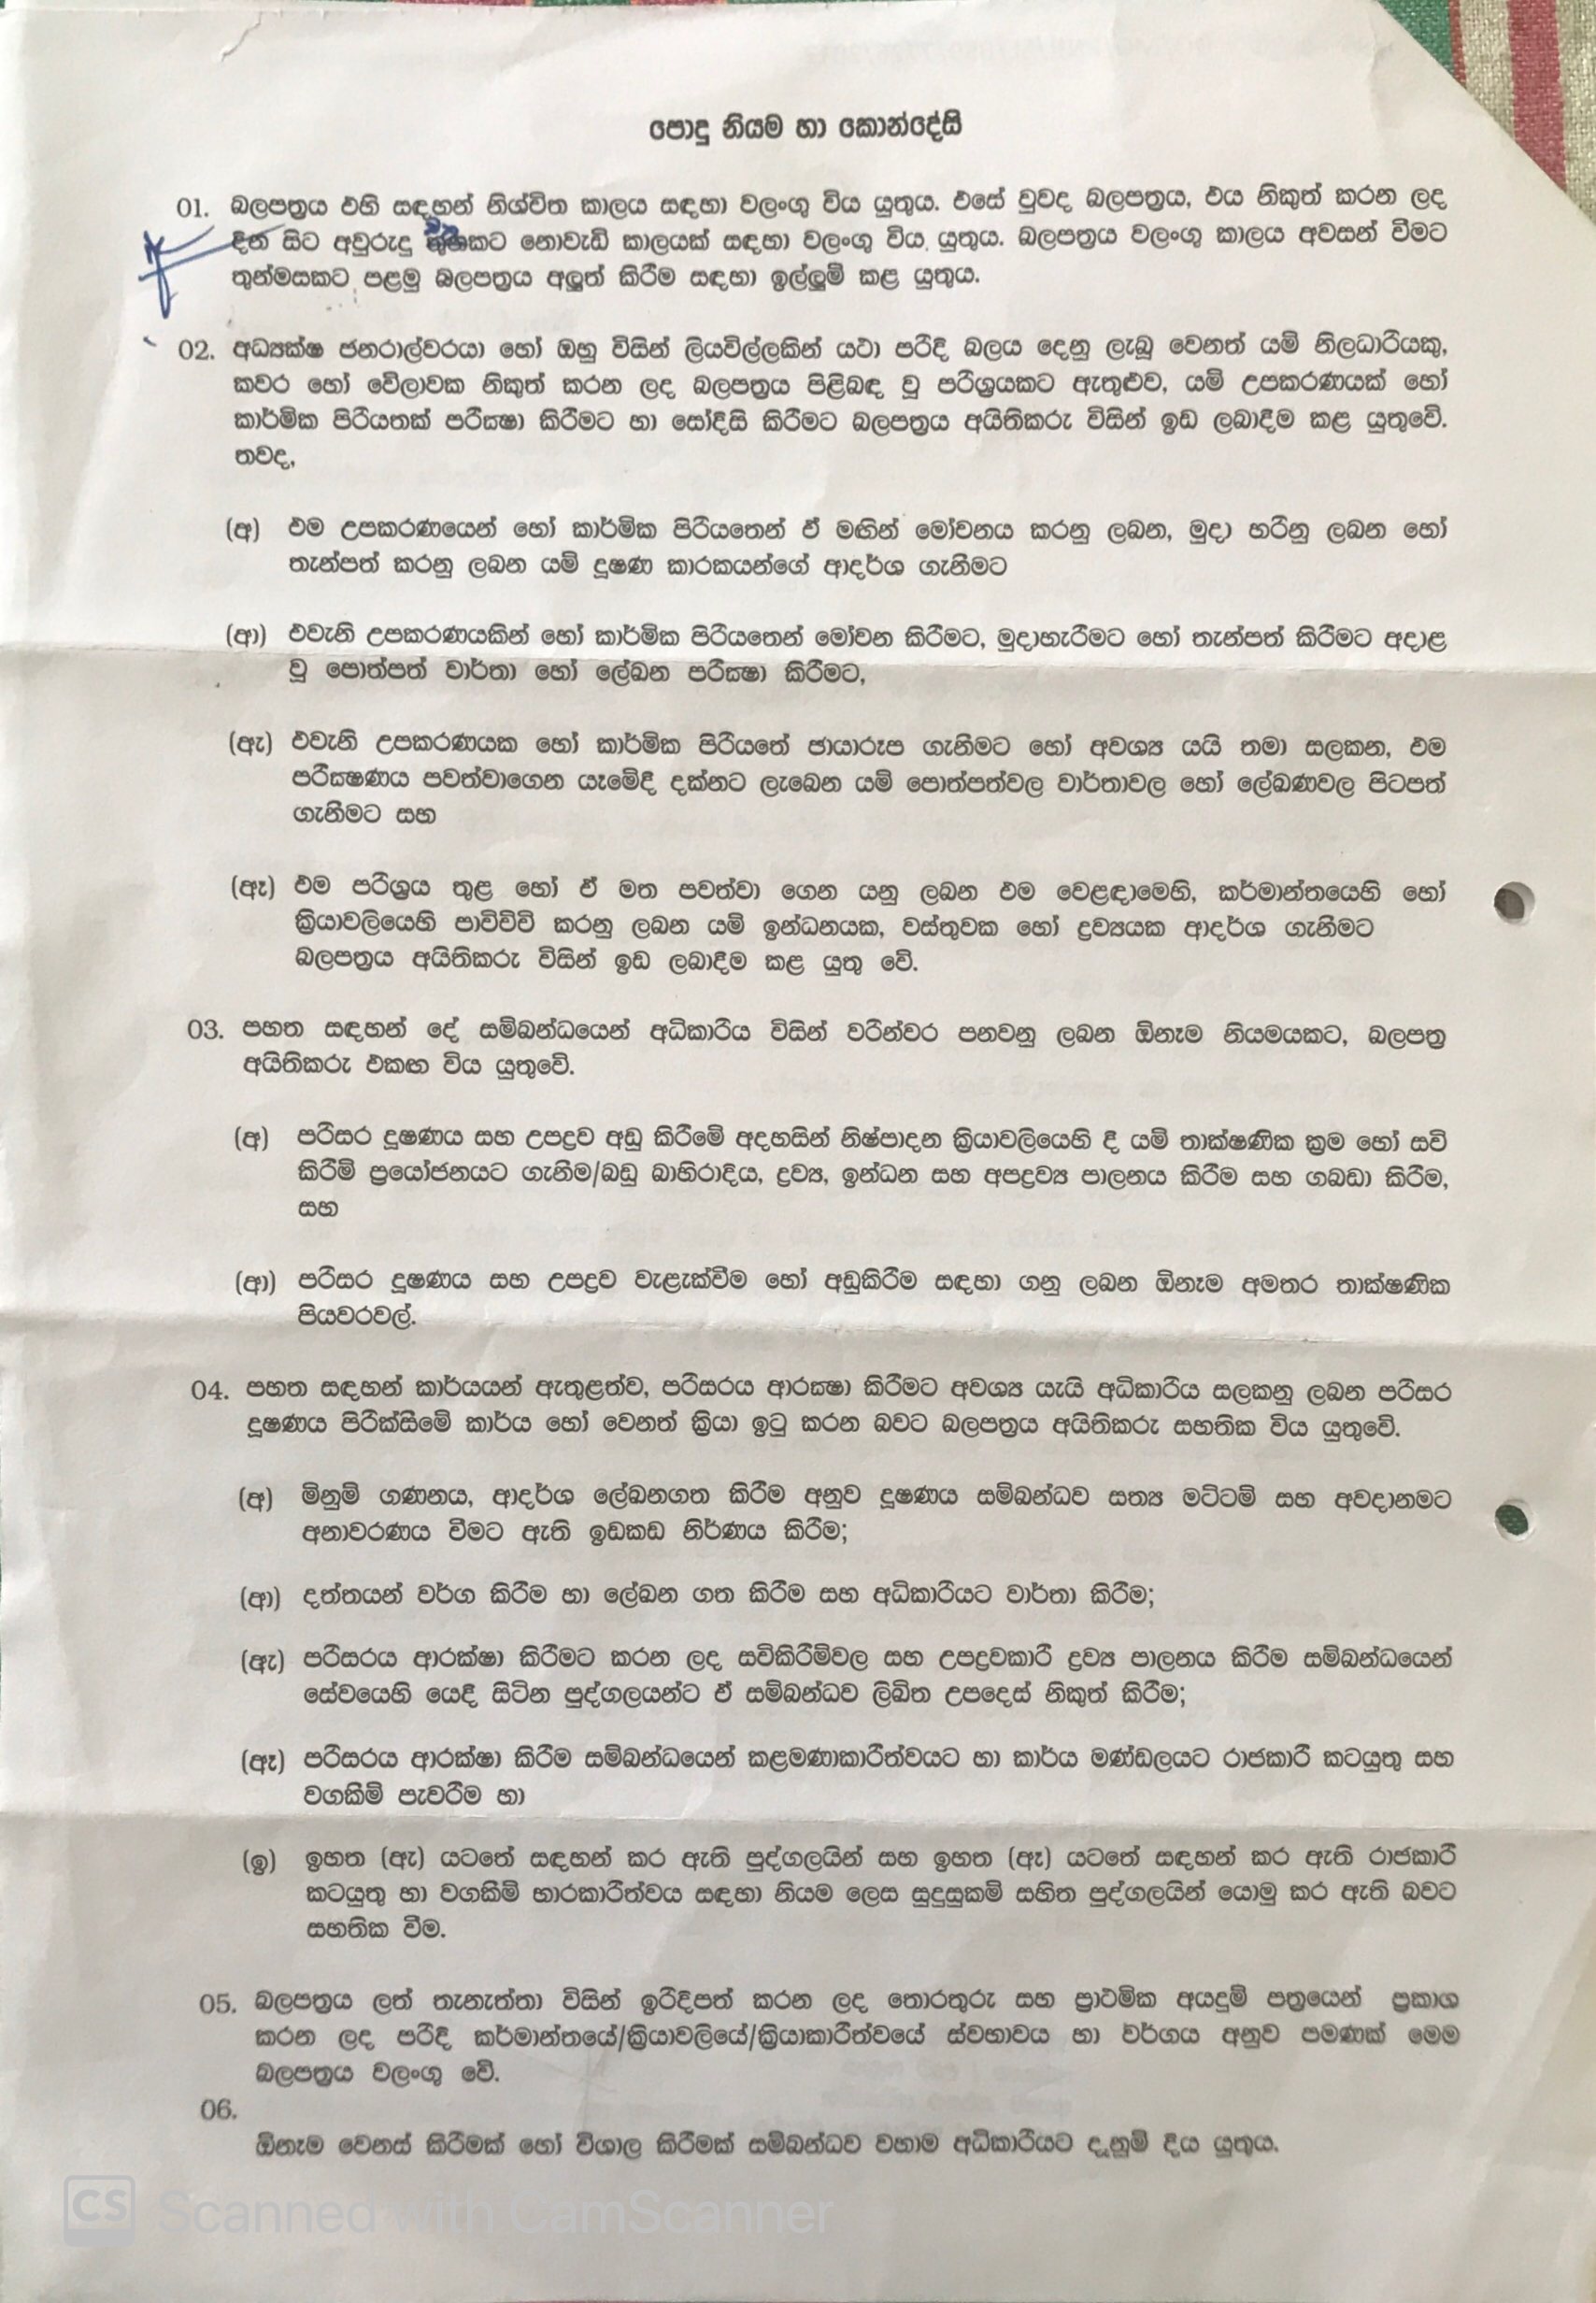 පොදු නියම හා කොන්දේසි
01. බලපත්‍රය එහි සඳහන් නිශ්චිත කාලය සඳහා වලංගු විය යුතුය. එසේ වුවද බලපත්‍රය, එය නිකුත් කරන ලද
දින සිට අවුරුදු නොවැඩි කාලයක් සඳහා වලංගු විය යුතුය. බලපත්‍රය වලංගු කාලය අවසන් වීමට
තුන්මසකට පළමු බලපත්‍රය අලුත් කිරීම සඳහා ඉල්ලුම් කළ යුතුය.
02. අධ්‍යක්ෂ ජනරාල්වරයා හෝ ඔහු විසින් ලියවිල්ලකින් යථා පරිදි බලය දෙනු ලැබූ වෙනත් යම් නිලධාරියකු,
කවර හෝ වේලාවක නිකුත් කරන ලද බලපත්‍රය පිළිබඳ වූ පරිශ්‍රයකට ඇතුළුව, යම් උපකරණයක් හෝ
කාර්මික පිරියතක් පරීක්‍ෂා කිරීමට හා සෝදිසි කිරීමට බලපත්‍රය අයිතිකරු විසින් ඉඩ ලබාදීම කළ යුතුවේ.
තවද,
(අ) එම උපකරණයෙන් හෝ කාර්මික පිරියතෙන් ඒ මඟින් මෝචනය කරනු ලබන, මුදා හරිනු ලබන හෝ
තැන්පත් කරනු ලබන යම් දූෂණ කාරකයන්ගේ ආදර්ශ ගැනීමට
(ආ) එවැනි උපකරණයකින් හෝ කාර්මික පිරියතෙන් මෝචන කිරීමට, මුදාහැරීමට හෝ තැන්පත් කිරීමට අදාළ
වූ පොත්පත් වාර්තා හෝ ලේඛන පරීක්‍ෂා කිරීමට,
(ඇ) එවැනි උපකරණයක හෝ කාර්මික පිරියතේ ඡායාරූප ගැනීමට හෝ අවශ්‍ය යයි තමා සලකන, එම
පරීක්‍ෂණය පවත්වාගෙන යෑමේදී දක්නට ලැබෙන යම් පොත්පත්වල වාර්තාවල හෝ ලේඛණවල පිටපත්
ගැනීමට සහ
(ඈ) එම පරිශ්‍රය තුළ හෝ ඒ මත පවත්වා ගෙන යනු ලබන එම වෙළඳාමෙහි, කර්මාන්තයෙහි හෝ
ක්‍රියාවලියෙහි පාවිච්චි කරනු ලබන යම් ඉන්ධනයක, වස්තුවක හෝ ද්‍රව්‍යයක ආදර්ශ ගැනීමට
බලපත්‍රය අයිතිකරු විසින් ඉඩ ලබාදීම කළ යුතු වේ.
03. පහත සඳහන් දේ සම්බන්ධයෙන් අධිකාරිය විසින් වරින්වර පනවනු ලබන ඕනෑම නියමයකට, බලපත්‍ර
අයිතිකරු එකඟ විය යුතුවේ.
(අ) පරිසර දූෂණය සහ උපද්‍රව අඩු කිරීමේ අදහසින් නිෂ්පාදන ක්‍රියාවලියෙහි දී යම් තාක්ෂණික ක්‍රම හෝ සවි
කිරීම් ප්‍රයෝජනයට ගැනීම/බඩු බාහිරාදිය, ද්‍රව්‍ය, ඉන්ධන සහ අපද්‍රව්‍ය පාලනය කිරීම සහ ගබඩා කිරීම,
සහ
(ආ) පරිසර දූෂණය සහ උපද්‍රව වැළැක්වීම හෝ අඩුකිරීම සඳහා ගනු ලබන ඕනෑම අමතර තාක්ෂණික
පියවරවල්.
04. පහත සඳහන් කාර්යයන් ඇතුළත්ව, පරිසරය ආරක්‍ෂා කිරීමට අවශ්‍ය යැයි අධිකාරිය සලකනු ලබන පරිසර
දූෂණය පිරික්සීමේ කාර්ය හෝ වෙනත් ක්‍රියා ඉටු කරන බවට බලපත්‍රය අයිතිකරු සහතික විය යුතුවේ.
(අ) මිනුම් ගණනය, ආදර්ශ ලේඛනගත කිරීම අනුව දූෂණය සම්බන්ධව සත්‍ය මට්ටම් සහ අවදානමට
අනාවරණය වීමට ඇති ඉඩකඩ නිර්ණය කිරීම;
(ආ) දත්තයන් වර්ග කිරීම හා ලේඛන ගත කිරීම සහ අධිකාරියට වාර්තා කිරීම;
(ඇ) පරිසරය ආරක්ෂා කිරීමට කරන ලද සවිකිරීම්වල සහ උපද්‍රවකාරී ද්‍රව්‍ය පාලනය කිරීම සම්බන්ධයෙන්
සේවයෙහි යෙදී සිටින පුද්ගලයන්ට ඒ සම්බන්ධව ලිඛිත උපදෙස් නිකුත් කිරීම;
(ඈ) පරිසරය ආරක්ෂා කිරීම සම්බන්ධයෙන් කළමණාකාරීත්වයට හා කාර්ය මණ්ඩලයට රාජකාරී කටයුතු සහ
වගකීම් පැවරීම හා
(ඉ) ඉහත (ඇ) යටතේ සඳහන් කර ඇති පුද්ගලයින් සහ ඉහත (ඈ) යටතේ සඳහන් කර ඇති රාජකාරී
කටයුතු හා වගකීම් භාරකාරීත්වය සඳහා නියම ලෙස සුදුසුකම් සහිත පුද්ගලයින් යොමු කර ඇති බවට
සහතික වීම.
05. බලපත්‍රය ලත් තැනැත්තා විසින් ඉරිදිපත් කරන ලද තොරතුරු සහ ප්‍රාථමික අයදුම් පත්‍රයෙන් ප්‍රකාශ
කරන ලද පරිදි කර්මාන්තයේ/ක්‍රියාවලියේ/ක්‍රියාකාරීත්වයේ ස්වභාවය හා වර්ගය අනුව පමණක් මෙම
බලපත්‍රය වලංගු වේ.
06.
ඕනෑම වෙනස් කිරීමක් හෝ විශාල කිරීමක් සම්බන්ධව වහාම අධිකාරියට දැනුම් දිය යුතුය.
CS Scanned with CamScanner